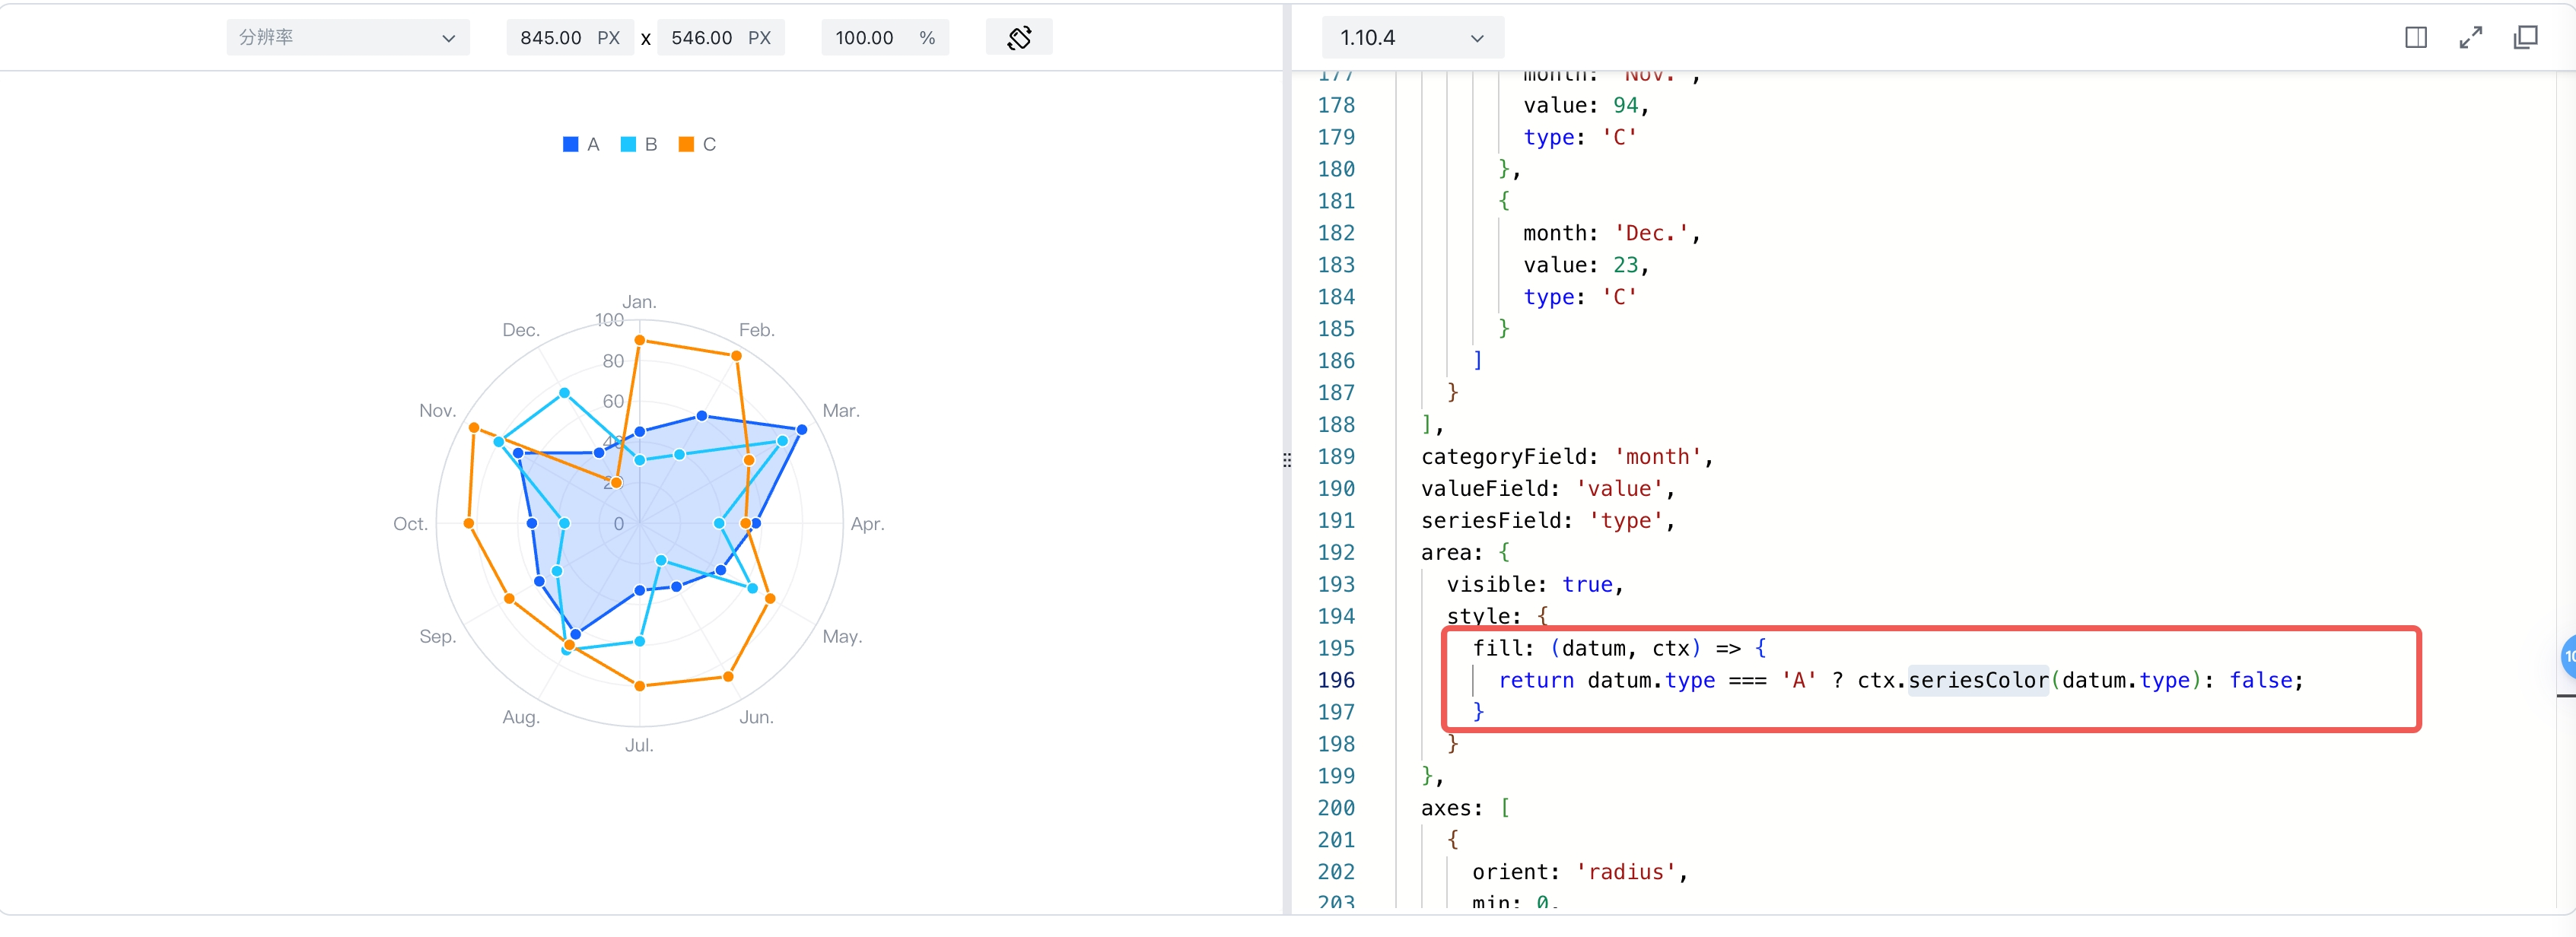 分辨率
845.00 PX x 546.00 PX
100.00 %
A B C
Jan.
Feb.
Mar.
Apr.
May.
Jun.
Jul.
Aug.
Sep.
Oct.
Nov.
Dec.
100
80
60
40
20
0
1.10.4
177 month: 'Nov.',
178 value: 94,
179 type: 'C'
180 },
181 {
182 month: 'Dec.',
183 value: 23,
184 type: 'C'
185 }
186 ]
187 }
188 ],
189 categoryField: 'month',
190 valueField: 'value',
191 seriesField: 'type',
192 area: {
193 visible: true,
194 style: {
195 fill: (datum, ctx) => {
196 return datum.type === 'A' ? ctx.seriesColor(datum.type): false;
197 }
198 }
199 },
200 axes: [
201 {
202 orient: 'radius',
203 min: 0,